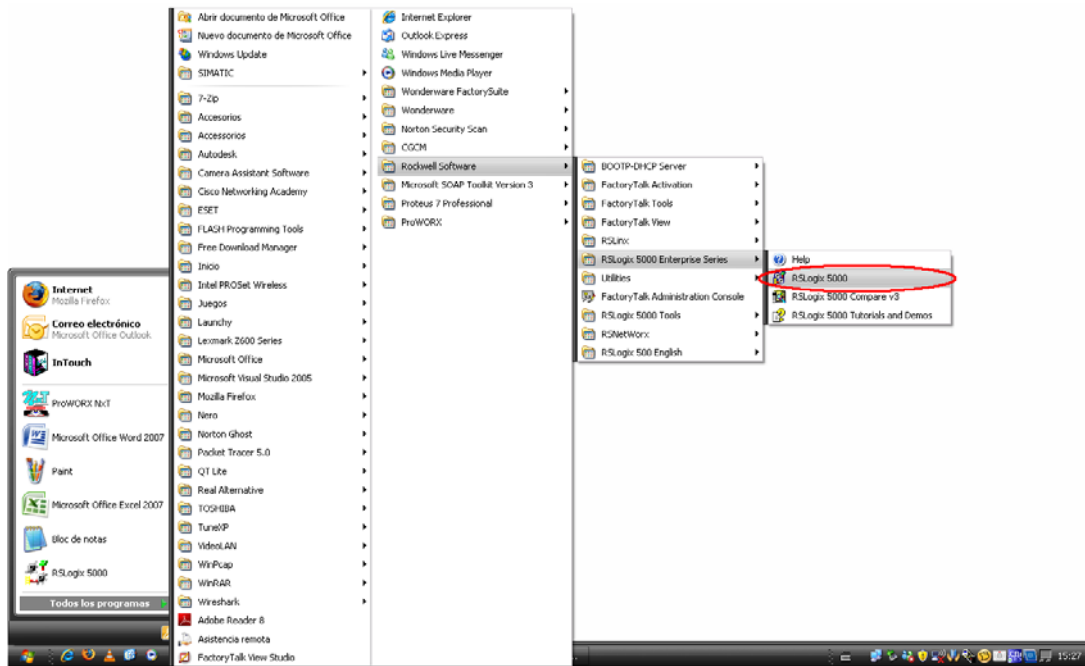 Internet
Mozilla Firefox
Correo electrónico
Microsoft Office Outlook
InTouch
ProWORX NxT
Microsoft Office Word 2007
Paint
Microsoft Office Excel 2007
Bloc de notas
RSLogix 5000
Todos los programas
Abrir documento de Microsoft Office
Nuevo documento de Microsoft Office
Windows Update
SIMATIC
7-Zip
Accesorios
Accessorios
Autodesk
Camera Assistant Software
Cisco Networking Academy
ESET
FLASH Programming Tools
Free Download Manager
Inicio
Intel PROSet Wireless
Juegos
Launchy
Lexmark Z600 Series
Microsoft Office
Microsoft Visual Studio 2005
Mozilla Firefox
Nero
Norton Ghost
Packet Tracer 5.0
QT Lite
Real Alternative
TOSHIBA
TuneXP
VideoLAN
WinPcap
WinRAR
Wireshark
Adobe Reader 8
Asistencia remota
FactoryTalk View Studio
Internet Explorer
Outlook Express
Windows Live Messenger
Windows Media Player
Wonderware FactorySuite
Wonderware
Norton Security Scan
CGCM
Rockwell Software
Microsoft SOAP Toolkit Version 3
Proteus 7 Professional
ProWORX
BOOTP-DHCP Server
FactoryTalk Activation
FactoryTalk Tools
FactoryTalk View
RSLinx
RSLogix 5000 Enterprise Series
Utilities
FactoryTalk Administration Console
RSLogix 5000 Tools
RSNetWorx
RSLogix 500 English
Help
RSLogix 5000
RSLogix 5000 Compare v3
RSLogix 5000 Tutorials and Demos
15:27